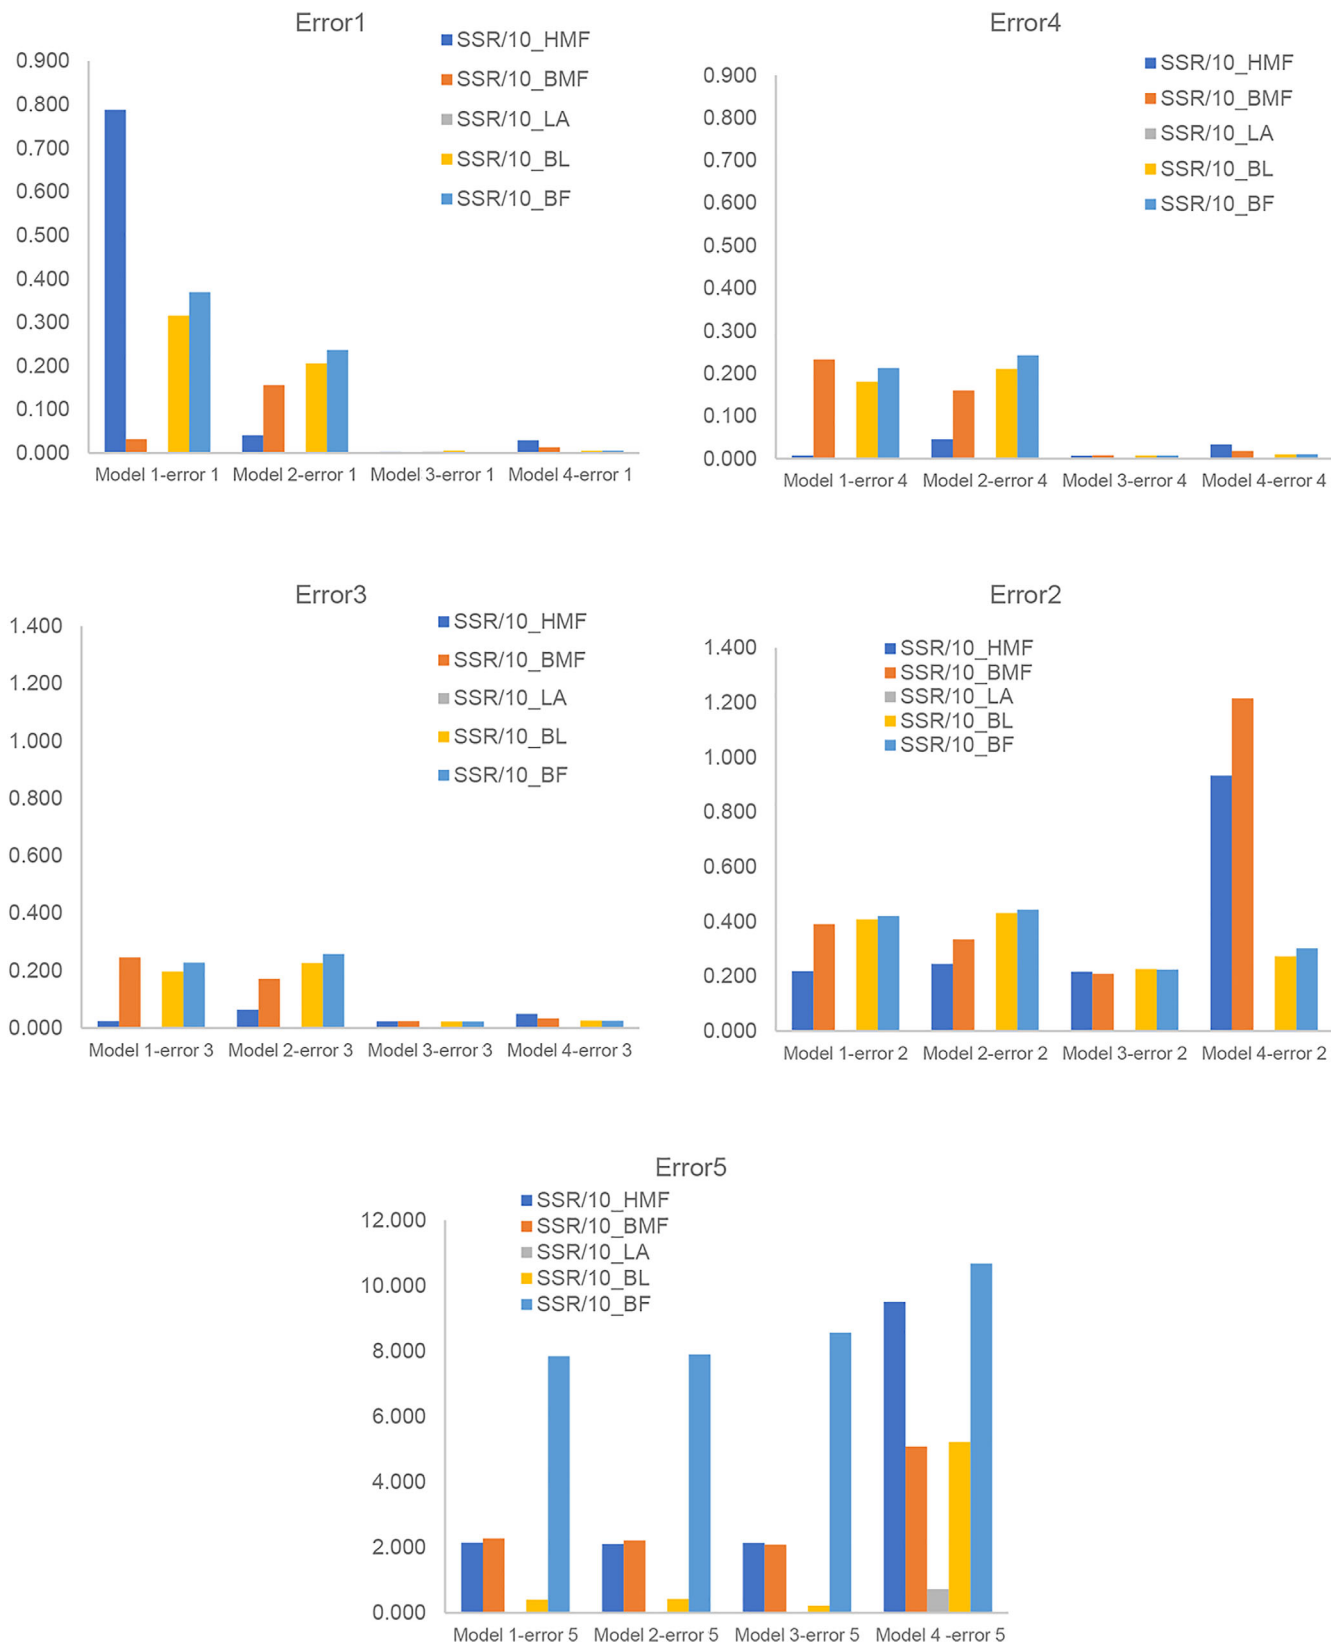 Error1
SSR/10_HMF
SSR/10_BMF
SSR/10_LA
SSR/10_BL
SSR/10_BF
0.900
0.800
0.700
0.600
0.500
0.400
0.300
0.200
0.100
0.000
Model 1-error 1 Model 2-error 1 Model 3-error 1 Model 4-error 1
Error4
SSR/10_HMF
SSR/10_BMF
SSR/10_LA
SSR/10_BL
SSR/10_BF
0.900
0.800
0.700
0.600
0.500
0.400
0.300
0.200
0.100
0.000
Model 1-error 4 Model 2-error 4 Model 3-error 4 Model 4-error 4
Error3
SSR/10_HMF
SSR/10_BMF
SSR/10_LA
SSR/10_BL
SSR/10_BF
1.400
1.200
1.000
0.800
0.600
0.400
0.200
0.000
Model 1-error 3 Model 2-error 3 Model 3-error 3 Model 4-error 3
Error2
SSR/10_HMF
SSR/10_BMF
SSR/10_LA
SSR/10_BL
SSR/10_BF
1.400
1.200
1.000
0.800
0.600
0.400
0.200
0.000
Model 1-error 2 Model 2-error 2 Model 3-error 2 Model 4-error 2
Error5
SSR/10_HMF
SSR/10_BMF
SSR/10_LA
SSR/10_BL
SSR/10_BF
12.000
10.000
8.000
6.000
4.000
2.000
0.000
Model 1-error 5 Model 2-error 5 Model 3-error 5 Model 4 -error 5